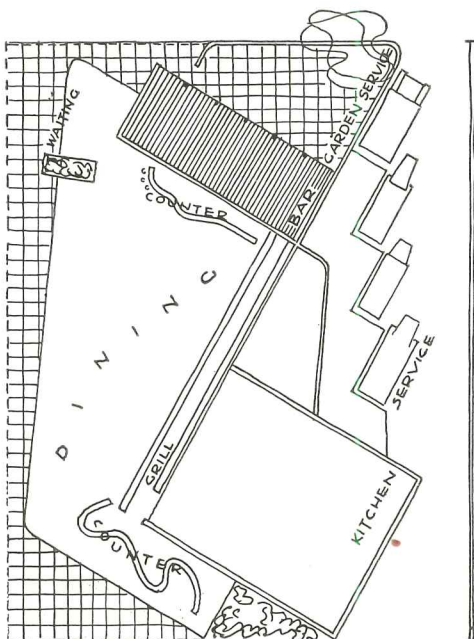 GARDEN SERVICE
WAITING
COUNTER
BAR
DINING
SERVICE
GRILL
KITCHEN
COUNTER